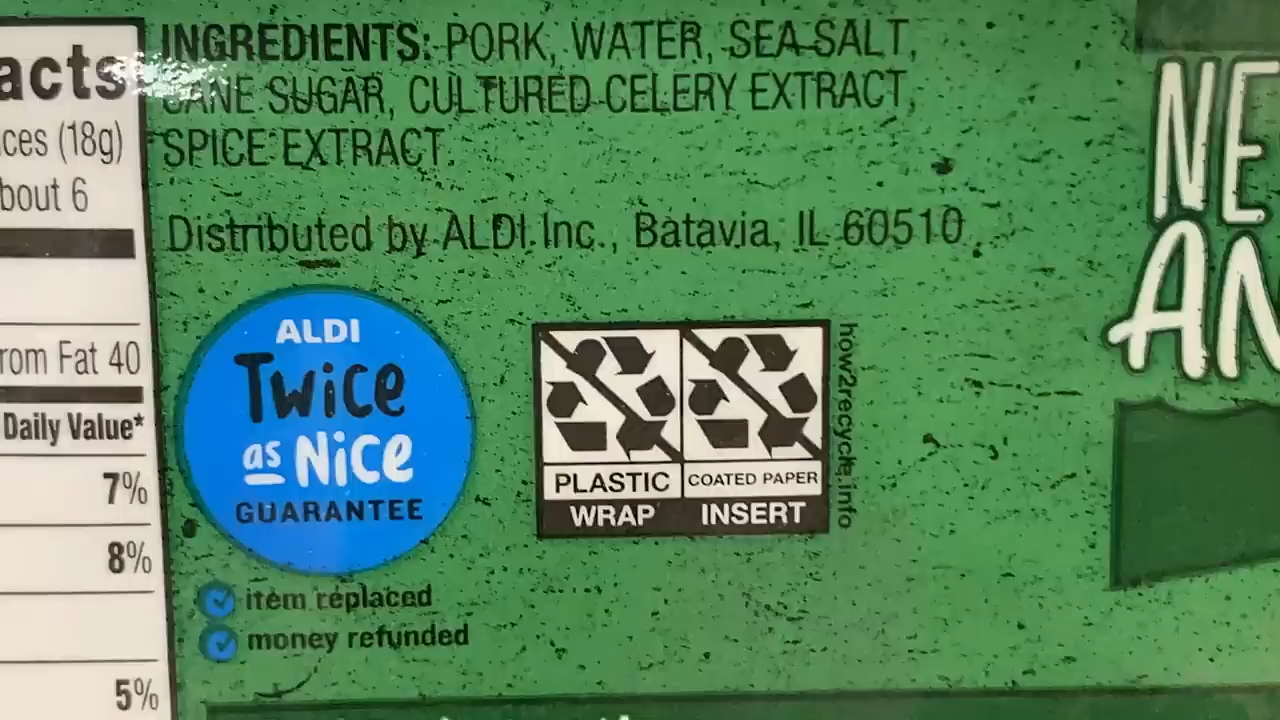 acts
ces (18g)
bout 6
rom Fat 40
Daily Value*
7%
8%
5%
INGREDIENTS: PORK, WATER, SEA SALT,
CANE SUGAR, CULTURED CELERY EXTRACT,
SPICE EXTRACT.
Distributed by ALDI Inc., Batavia, IL 60510
ALDI
Twice
as Nice
GUARANTEE
item replaced
money refunded
PLASTIC
WRAP
COATED PAPER
INSERT
how2recycle.info
NE
AN